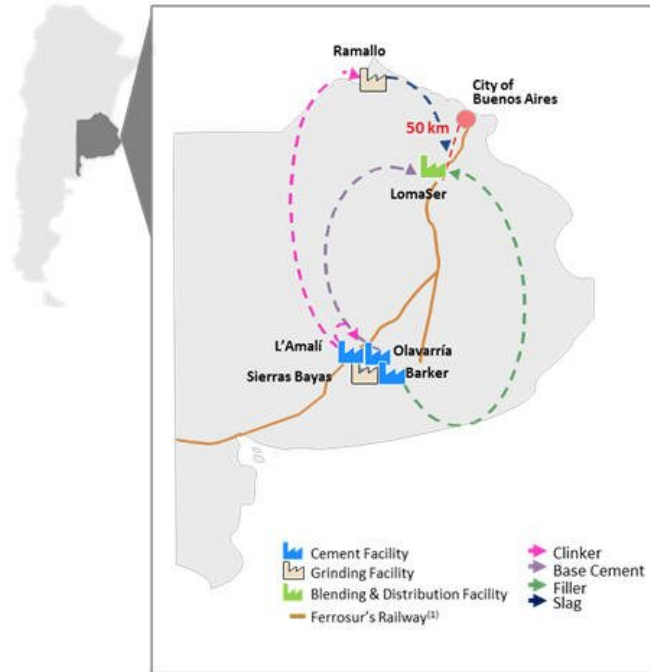 Ramallo
City of
Buenos Aires
50 km
LomaSer
L'Amalí
Olavarría
Sierras Bayas
Barker
Cement Facility
Grinding Facility
Blending & Distribution Facility
Ferrosur's Railway(1)
Clinker
Base Cement
Filler
Slag